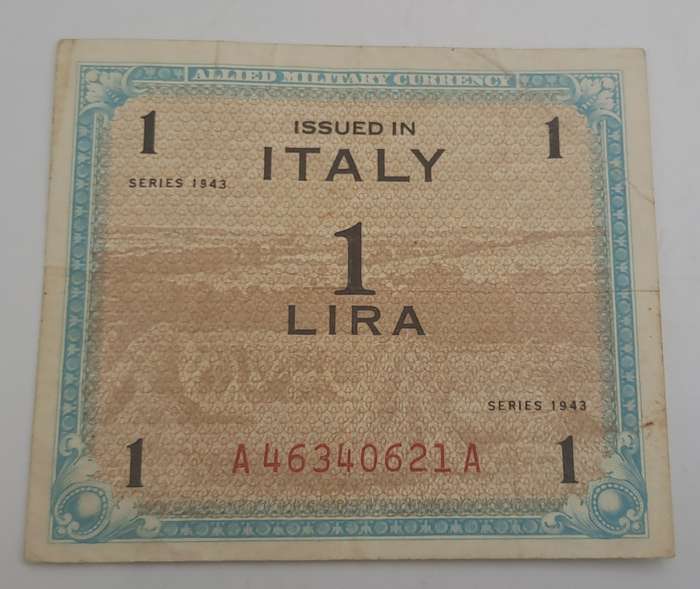 ALLIED MILITARY CURRENCY
1 ISSUED IN 1
ITALY
SERIES 1943
1
LIRA
SERIES 1943
1 A46340621A 1